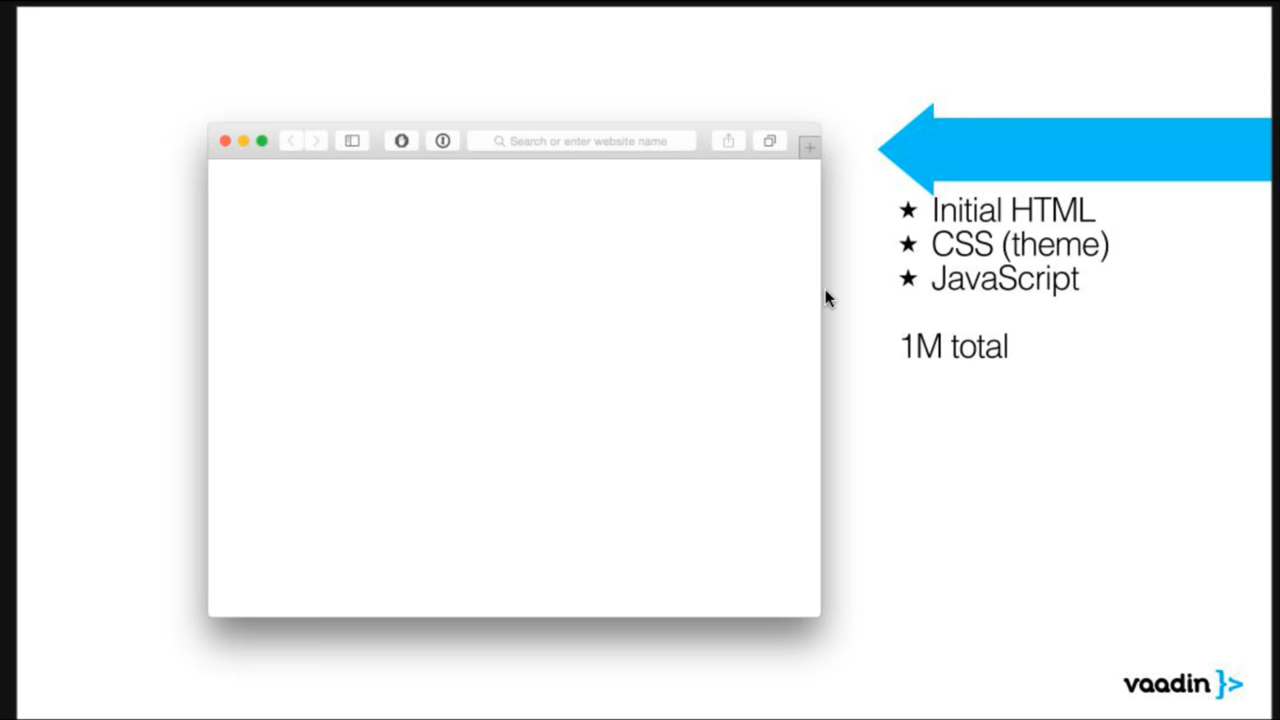 Search or enter website name
★ Initial HTML
★ CSS (theme)
★ JavaScript
1M total
vaadin }>